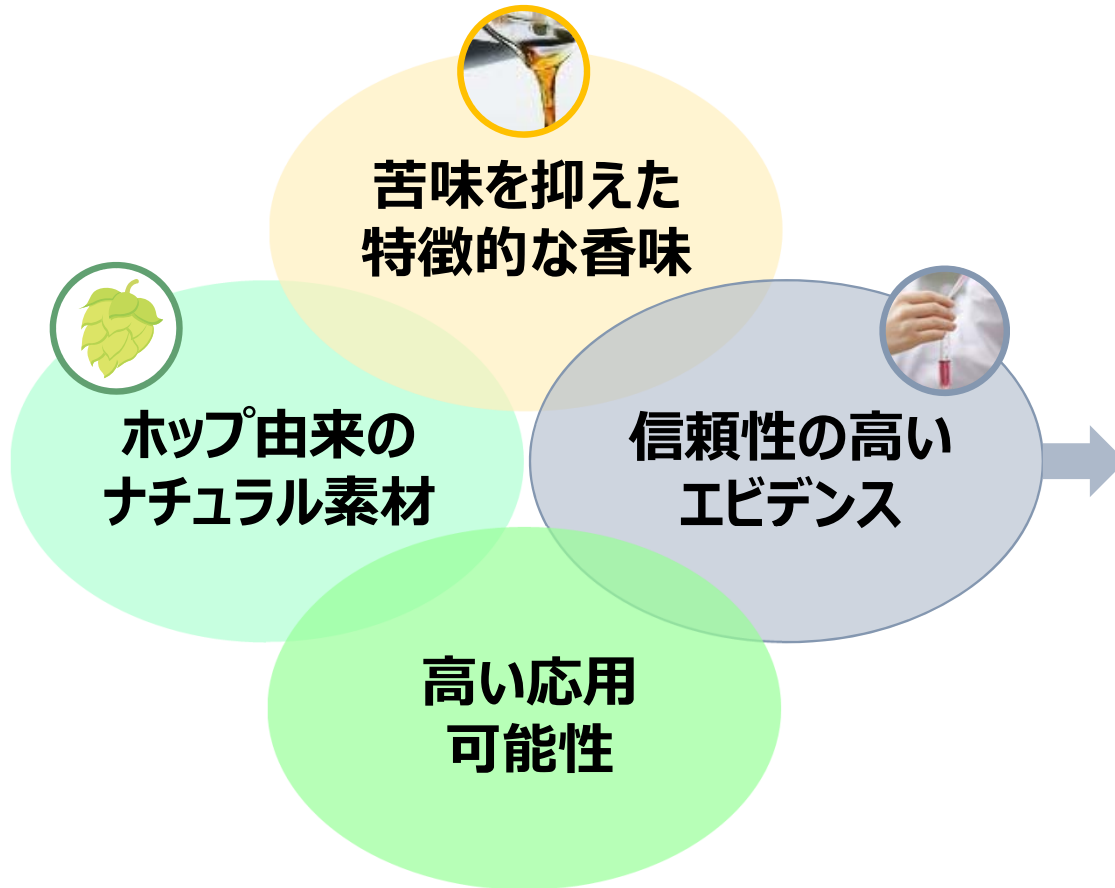 苦味を抑えた
特徴的な香味
ホップ由来の
ナチュラル素材
信頼性の高い
エビデンス
高い応用
可能性